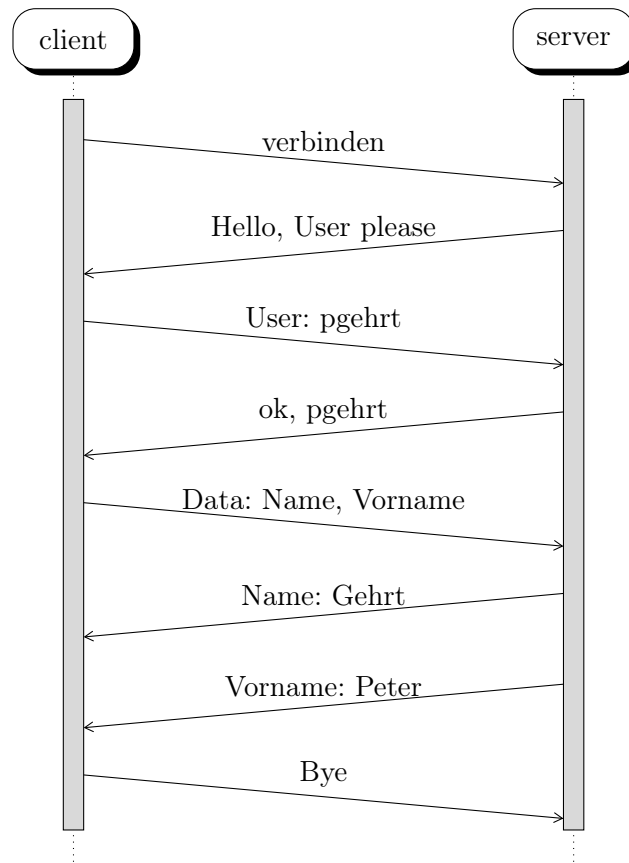 client
server
verbinden
Hello, User please
User: pgehrt
ok, pgehrt
Data: Name, Vorname
Name: Gehrt
Vorname: Peter
Bye